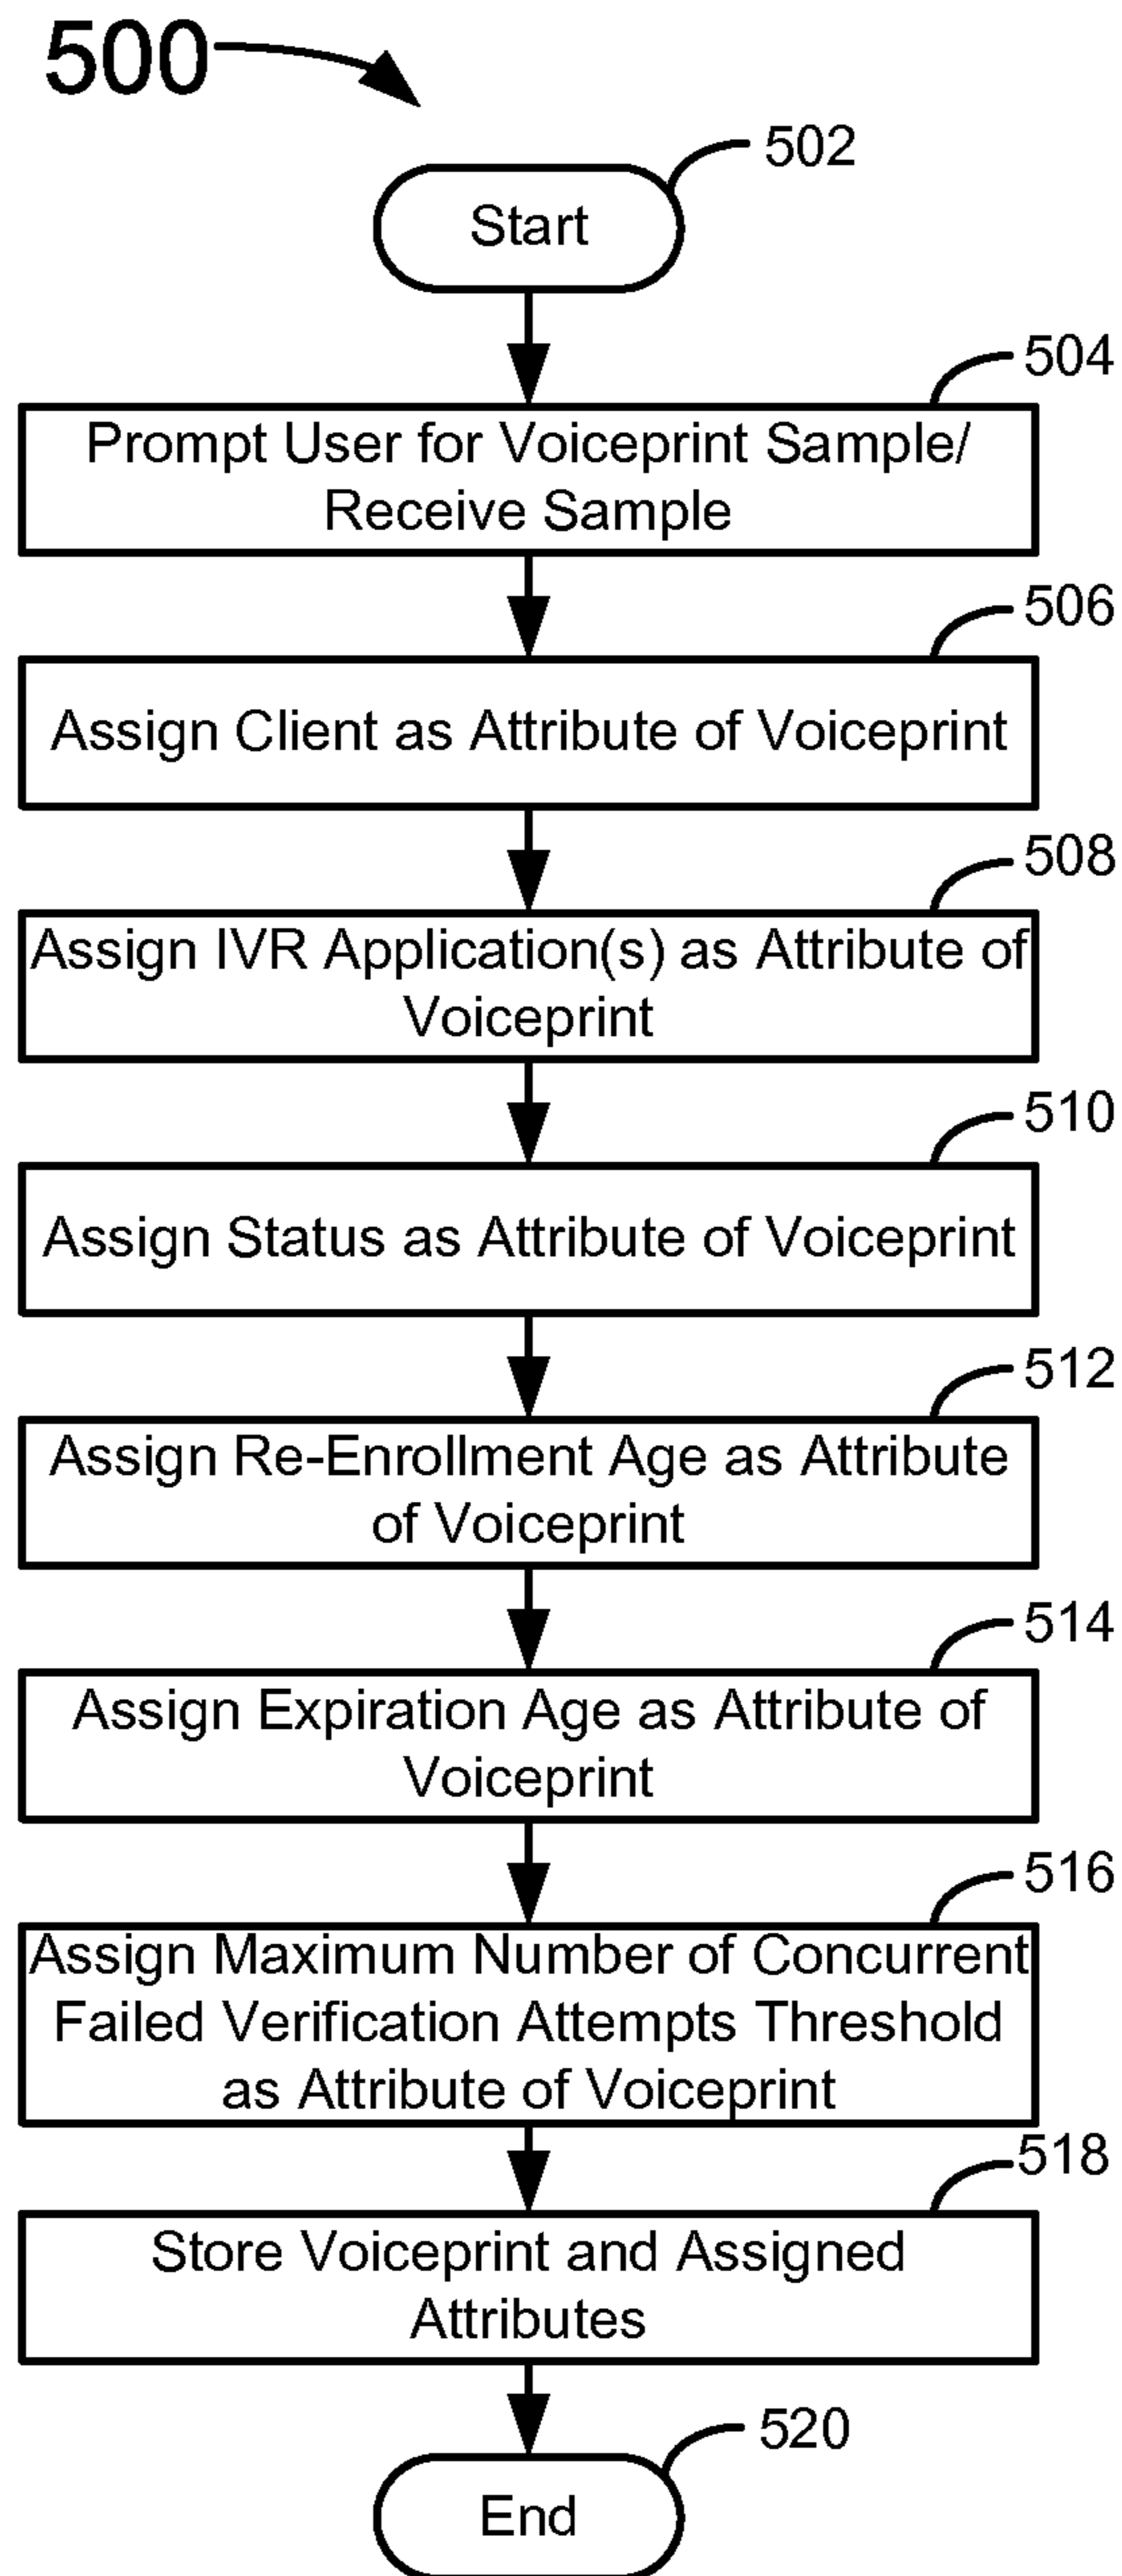 500
502
Start
504
Prompt User for Voiceprint Sample/
Receive Sample
506
Assign Client as Attribute of Voiceprint
508
Assign IVR Application(s) as Attribute of
Voiceprint
510
Assign Status as Attribute of Voiceprint
512
Assign Re-Enrollment Age as Attribute
of Voiceprint
514
Assign Expiration Age as Attribute of
Voiceprint
516
Assign Maximum Number of Concurrent
Failed Verification Attempts Threshold
as Attribute of Voiceprint
518
Store Voiceprint and Assigned
Attributes
520
End